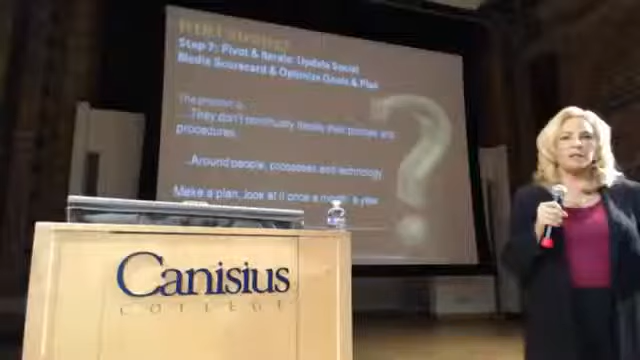 Step 7: Pivot & Iterate: Update Social
Media Scorecard & Optimize Goals & Plan
The problem is...
...They don't continually iterate their policies and
procedures
...Around people, processes and technology
Make a plan, look at it once a month, a year
?
Canisius
COLLEGE